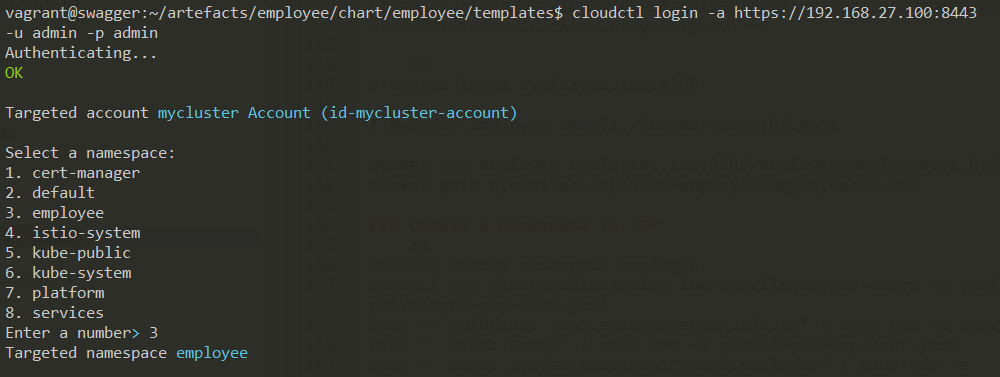 vagrant@swagger:~/artefacts/employee/chart/employee/templates$ cloudctl login -a https://192.168.27.100:8443
-u admin -p admin
Authenticating...
OK
Targeted account mycluster Account (id-mycluster-account)
Select a namespace:
1. cert-manager
2. default
3. employee
4. istio-system
5. kube-public
6. kube-system
7. platform
8. services
Enter a number> 3
Targeted namespace employee